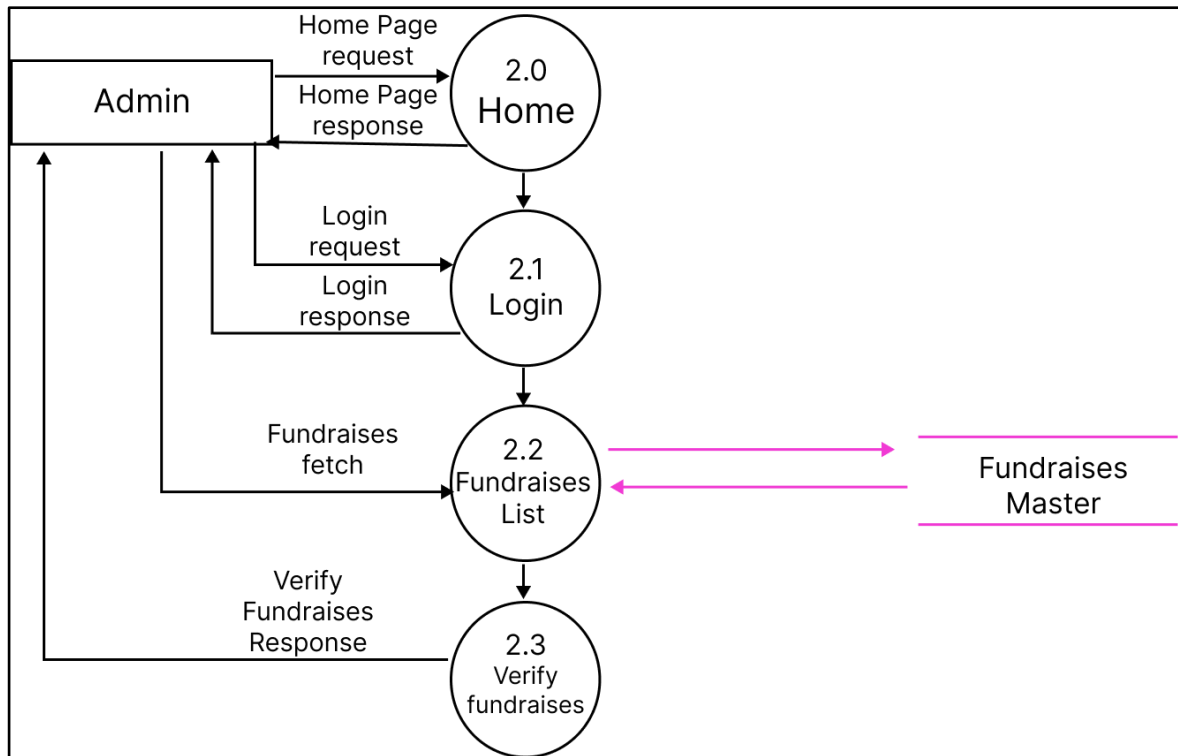 Home Page
request
2.0
Home
Admin
Home Page
response
Login
request
2.1
Login
Login
response
Fundraises
fetch
2.2
Fundraises
List
Fundraises
Master
Verify
Fundraises
Response
2.3
Verify
fundraises